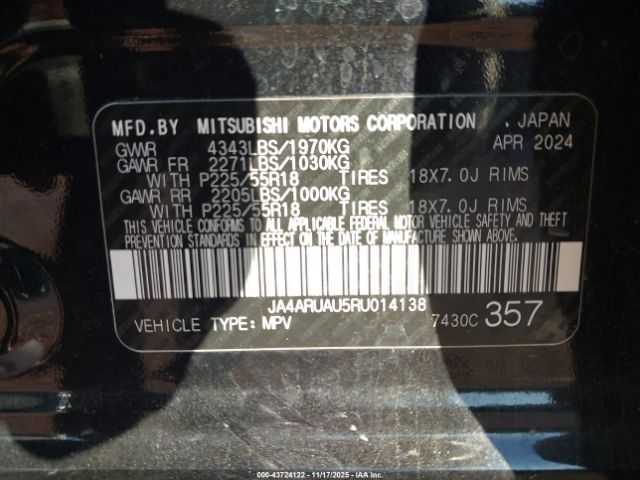 MFD.BY MITSUBISHI MOTORS CORPORATION , JAPAN
GVWR 4343LBS/1970KG APR 2024
GAWR FR 2271LBS/1030KG
WITH P225/55R18 TIRES 18X7.0J RIMS
GAWR RR 2205LBS/1000KG
WITH P225/55R18 TIRES 18X7.0J RIMS
THIS VEHICLE CONFORMS TO ALL APPLICABLE FEDERAL MOTOR VEHICLE SAFETY AND THEFT
PREVENTION STANDARDS IN EFFECT ON THE DATE OF MANUFACTURE SHOWN ABOVE.
JA4ARUAU5RU014138
VEHICLE TYPE: MPV 7430C 357
000-43724122 - 11/17/2025 - iaai.com